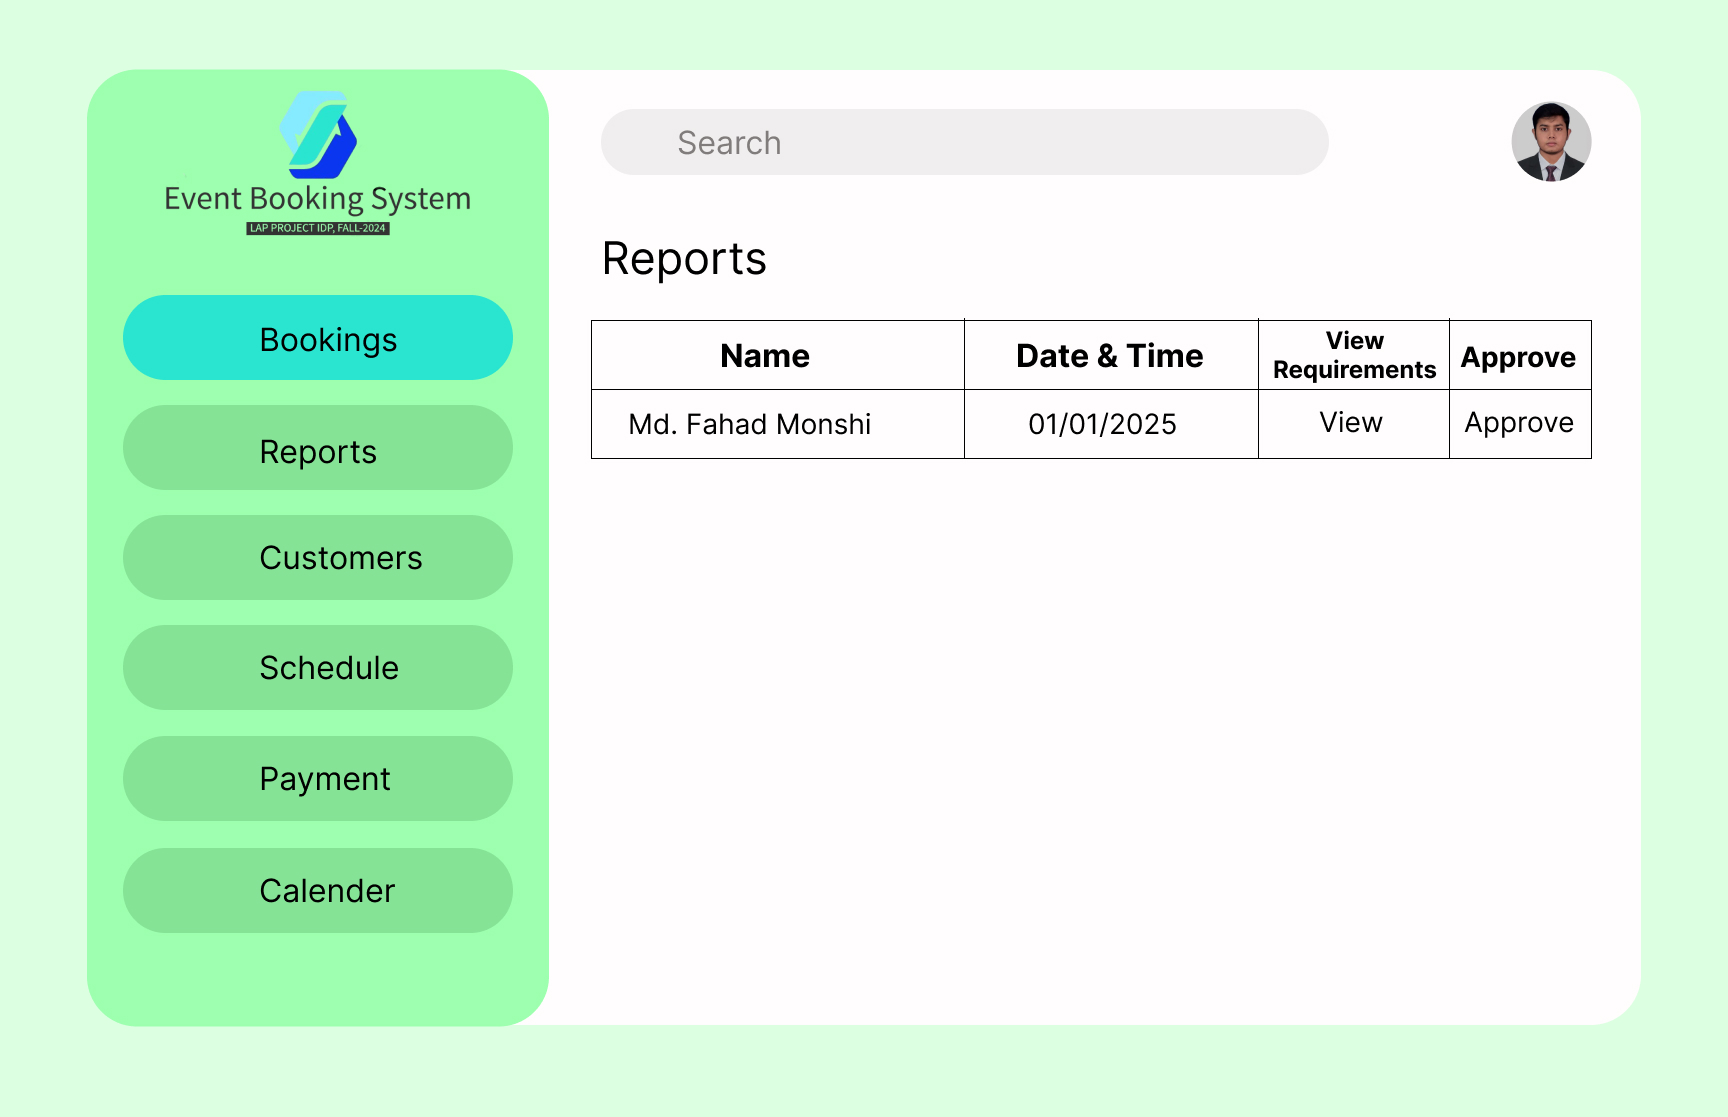 Event Booking System
LAP PROJECT IDP, FALL-2024
Bookings
Reports
Customers
Schedule
Payment
Calender
Search
Reports
Name
Date & Time
View
Requirements
Approve
Md. Fahad Monshi
01/01/2025
View
Approve